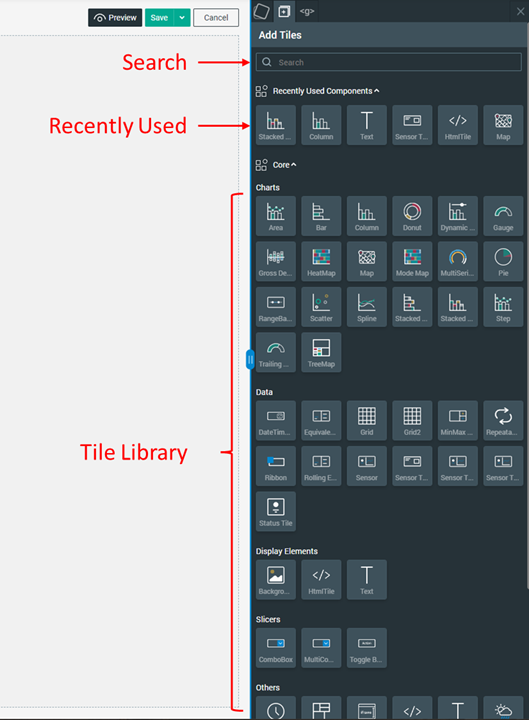 Preview Save Cancel
<g>
Add Tiles
Search
Search
Recently Used Components
Recently Used
Stacked ... Column Text Sensor T... HtmlTile Map
Core
Charts
Area Bar Column Donut Dynamic ... Gauge
Gross De... HeatMap Map Mode Map MultiSeri... Pie
RangeBa... Scatter Spline Stacked ... Stacked ... Step
Trailing ... TreeMap
Data
DateTim... Equivale... Grid Grid2 MinMax ... Repeata...
Tile Library
Ribbon Rolling E... Sensor Sensor T... Sensor T... Sensor T...
Status Tile
Display Elements
Backgro... HtmlTile Text
Slicers
ComboBox MultiCo... Toggle B...
Others